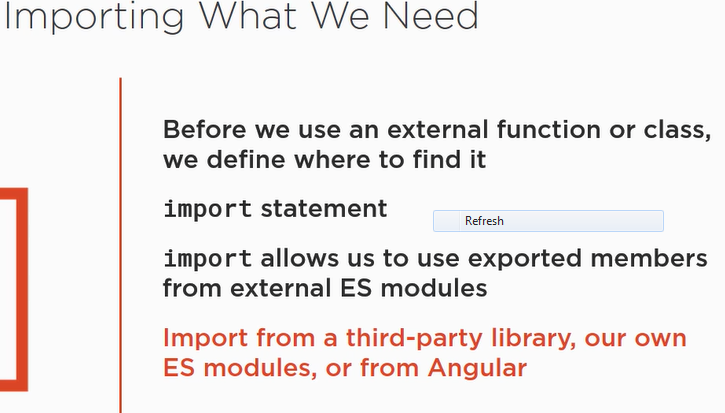 Importing What We Need
Before we use an external function or class,
we define where to find it
import statement
Refresh
import allows us to use exported members
from external ES modules
Import from a third-party library, our own
ES modules, or from Angular